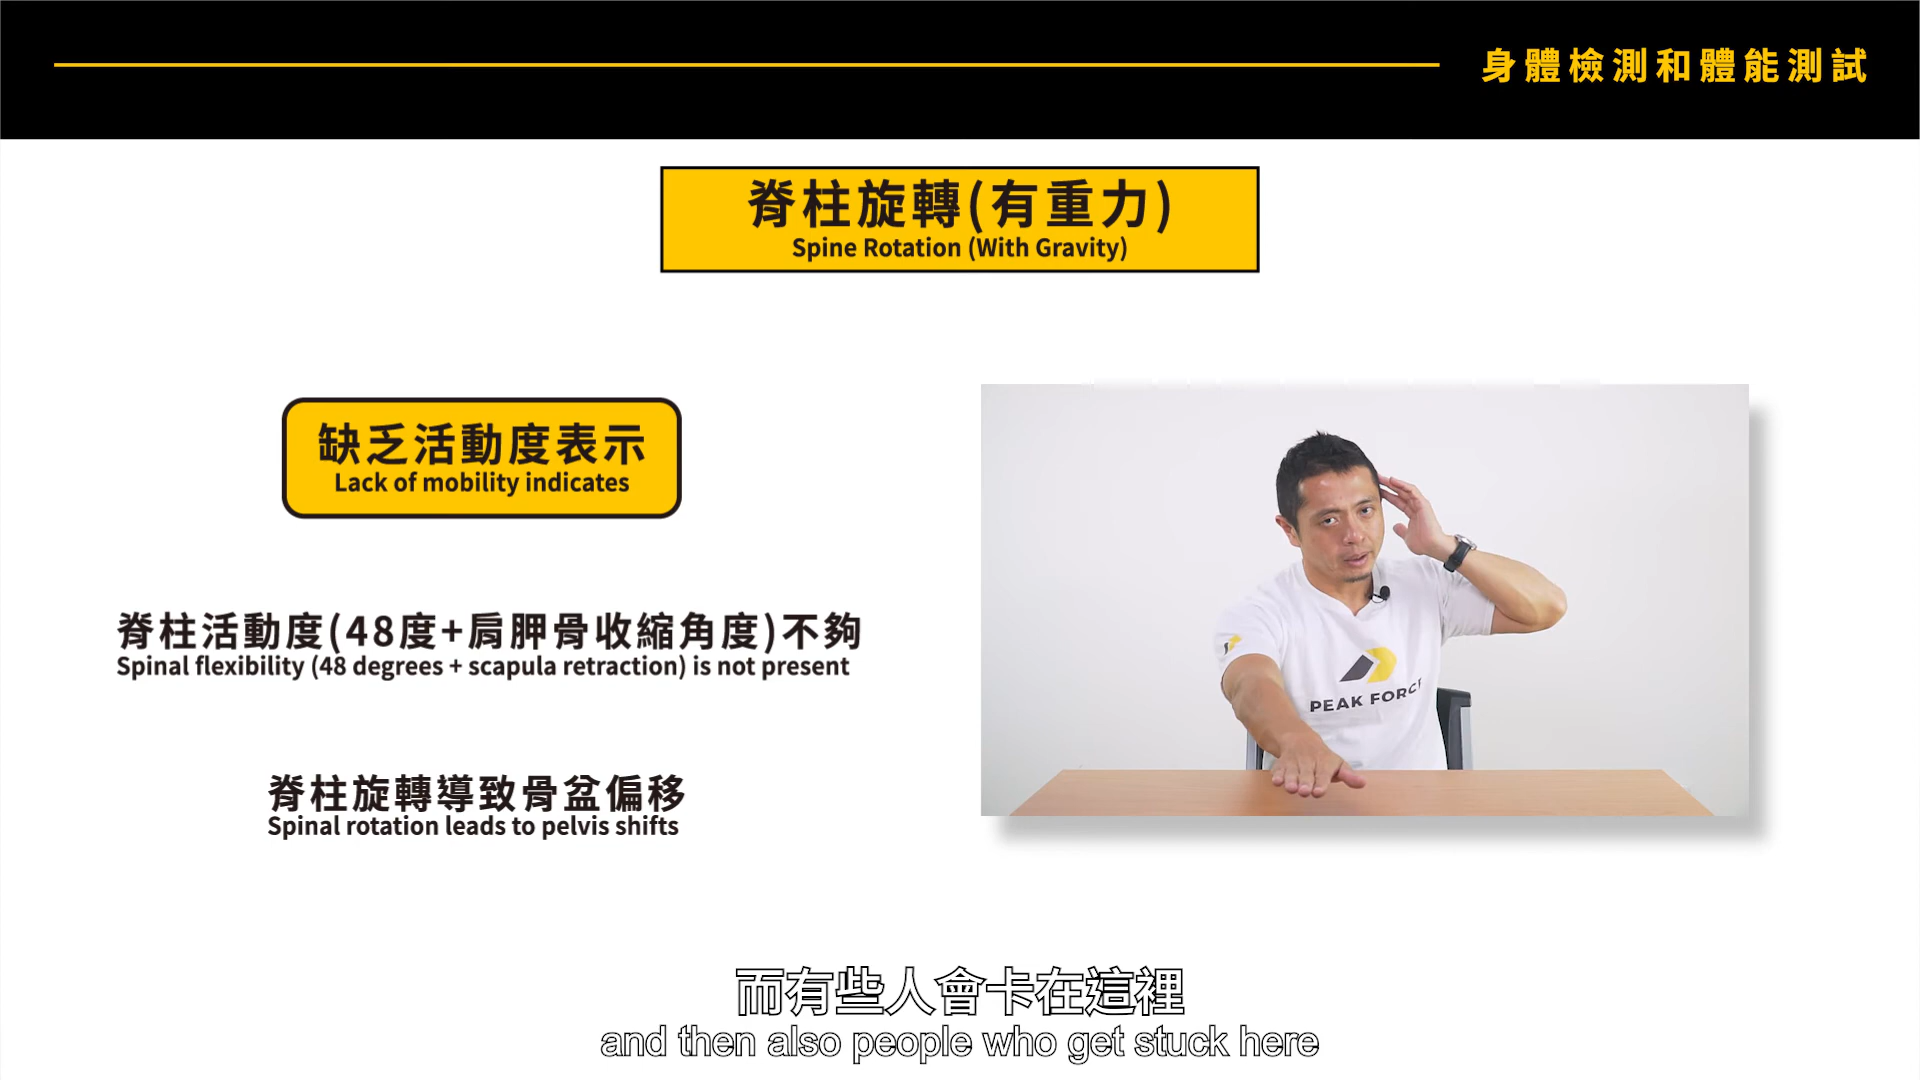 身體檢測和體能測試
脊柱旋轉(有重力)
Spine Rotation (With Gravity)
缺乏活動度表示
Lack of mobility indicates
脊柱活動度(48度+肩胛骨收縮角度)不夠
Spinal flexibility (48 degrees + scapula retraction) is not present
脊柱旋轉導致骨盆偏移
Spinal rotation leads to pelvis shifts
PEAK FORCE
而有些人會卡在這裡
and then also people who get stuck here